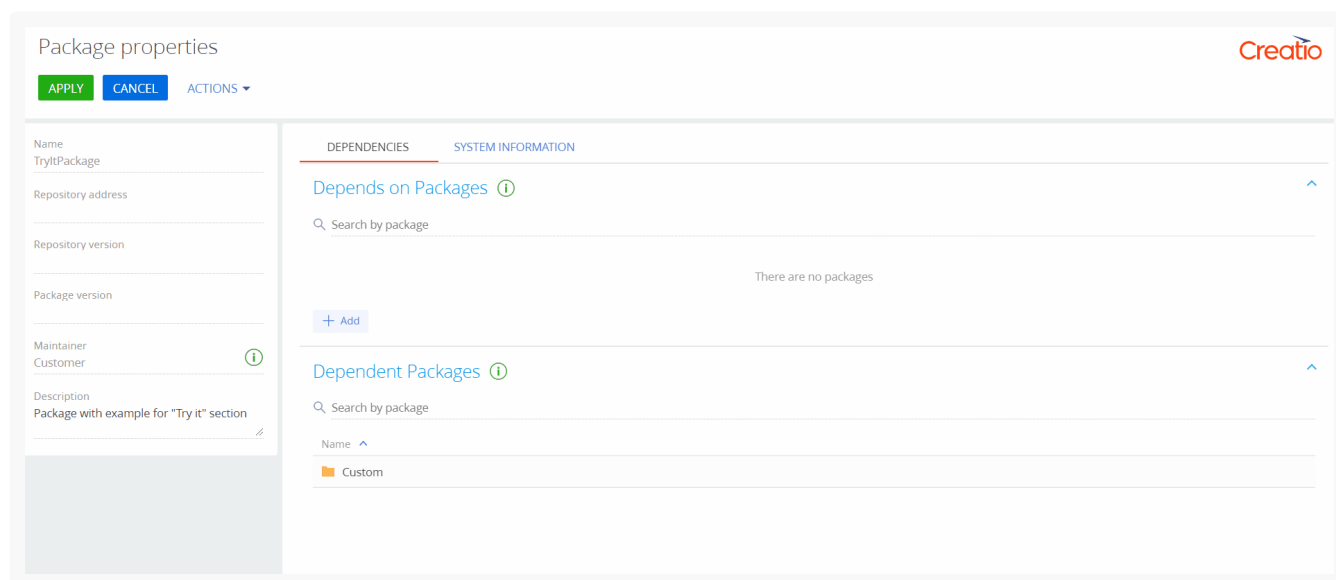 Package properties
Creatio
APPLY
CANCEL
ACTIONS
Name
TryItPackage
Repository address
Repository version
Package version
Maintainer
Customer
Description
Package with example for "Try it" section
DEPENDENCIES
SYSTEM INFORMATION
Depends on Packages
Search by package
There are no packages
+ Add
Dependent Packages
Search by package
Name
Custom